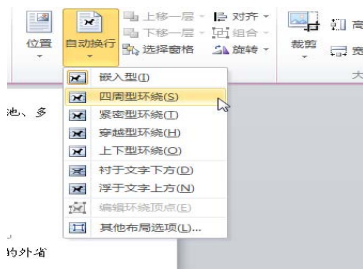 上移一层 对齐
下移一层 组合
位置 自动换行 选择窗格 旋转 裁剪 高
宽
大
嵌入型(I)
四周型环绕(S)
紧密型环绕(T)
穿越型环绕(H)
上下型环绕(O)
衬于文字下方(D)
浮于文字上方(N)
编辑环绕顶点(E)
其他布局选项(L)...
池、多
的外省